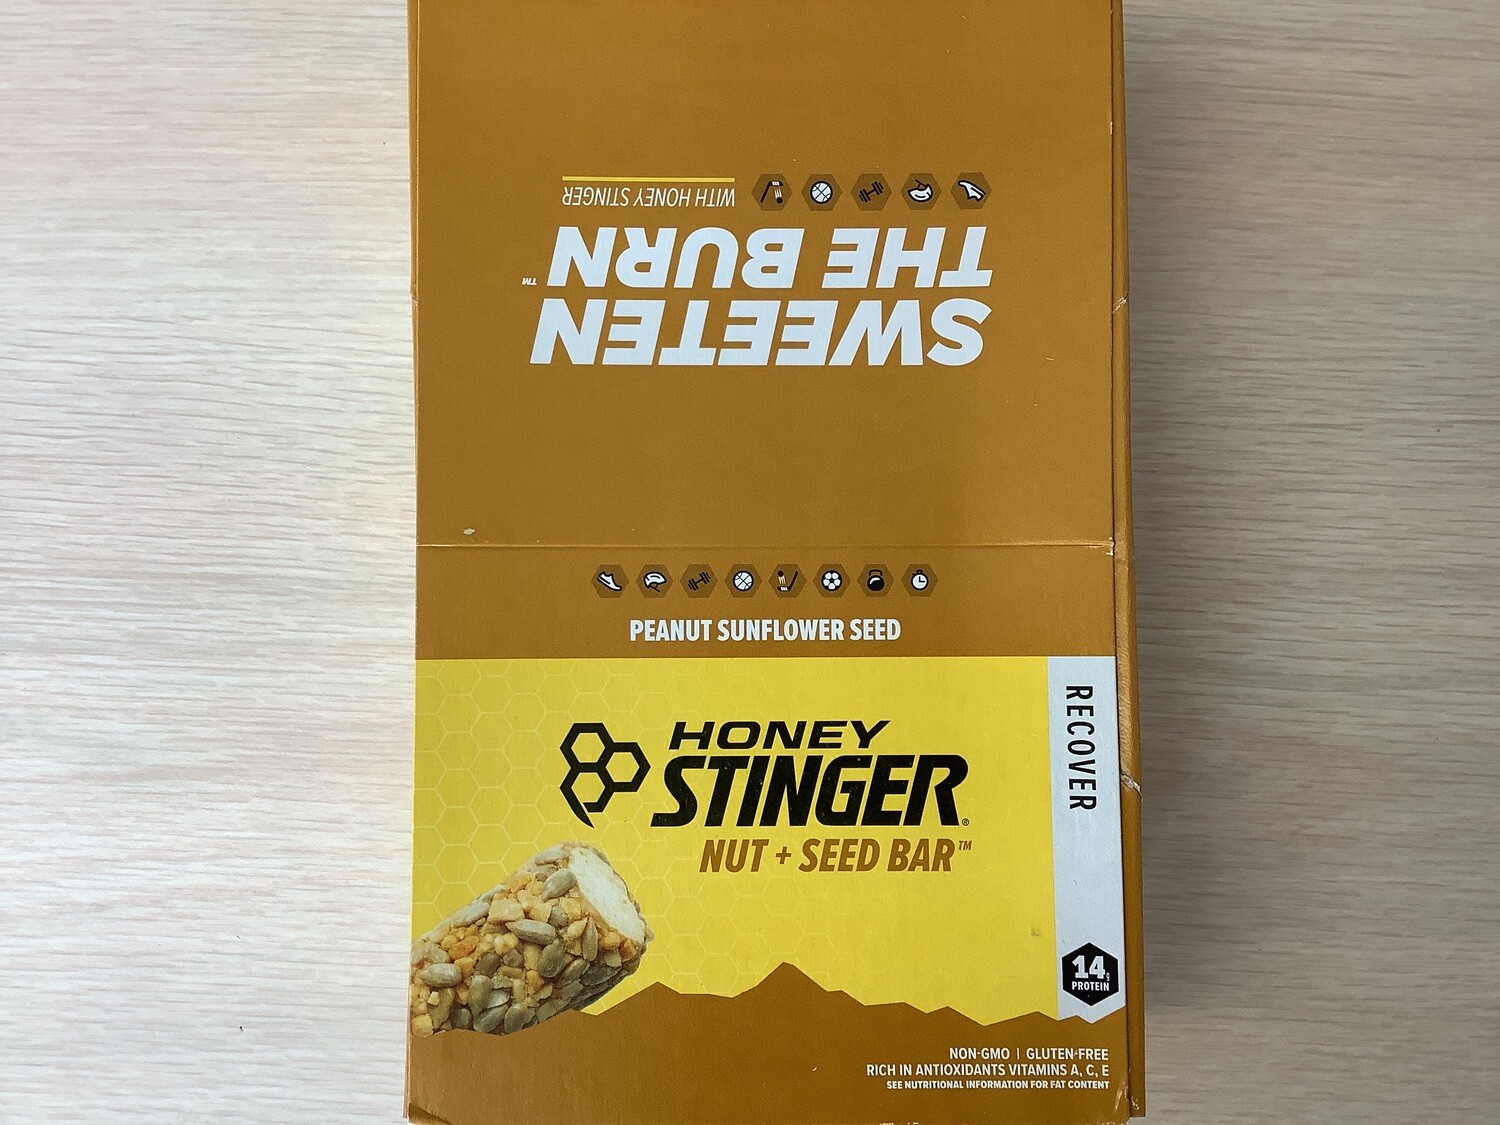 WITH HONEY STINGER
SWEETEN
THE BURN™
PEANUT SUNFLOWER SEED
HONEY
STINGER®
NUT + SEED BAR™
RECOVER
14g
PROTEIN
NON-GMO | GLUTEN-FREE
RICH IN ANTIOXIDANTS VITAMINS A, C, E
SEE NUTRITIONAL INFORMATION FOR FAT CONTENT